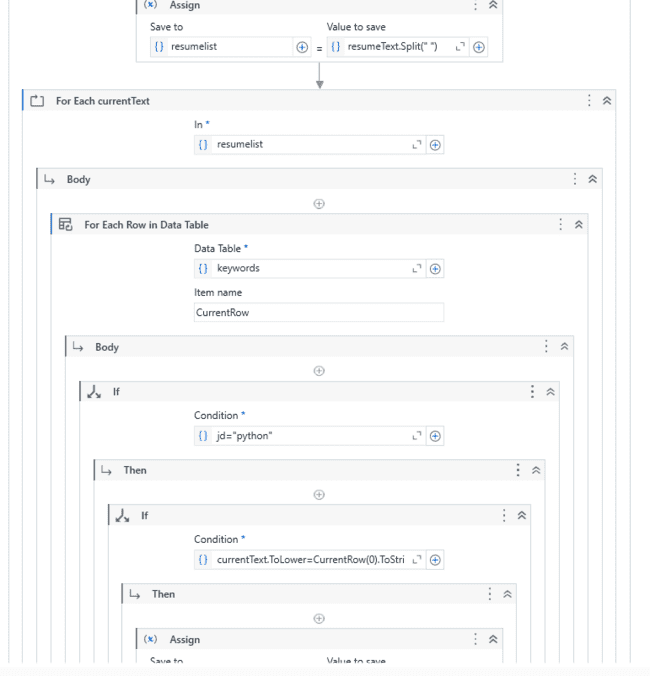 (x) Assign
Save to Value to save
{} resumelist = {} resumeText.Split(" ")
For Each currentText
In *
{} resumelist
Body
For Each Row in Data Table
Data Table *
{} keywords
Item name
CurrentRow
Body
If
Condition *
{} jd="python"
Then
If
Condition *
{} currentText.ToLower=CurrentRow(0).ToStri
Then
(x) Assign
Save to Value to save